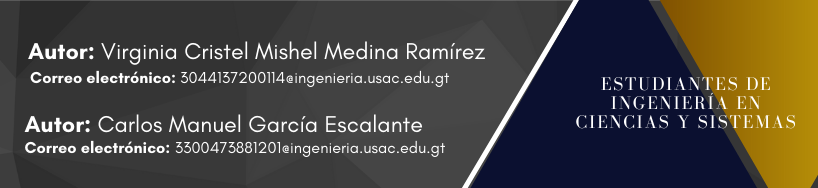 Autor: Virginia Cristel Mishel Medina Ramírez
Correo electrónico: 3044137200114@ingenieria.usac.edu.gt
Autor: Carlos Manuel García Escalante
Correo electrónico: 3300473881201@ingenieria.usac.edu.gt
ESTUDIANTES DE
INGENIERÍA EN
CIENCIAS Y SISTEMAS